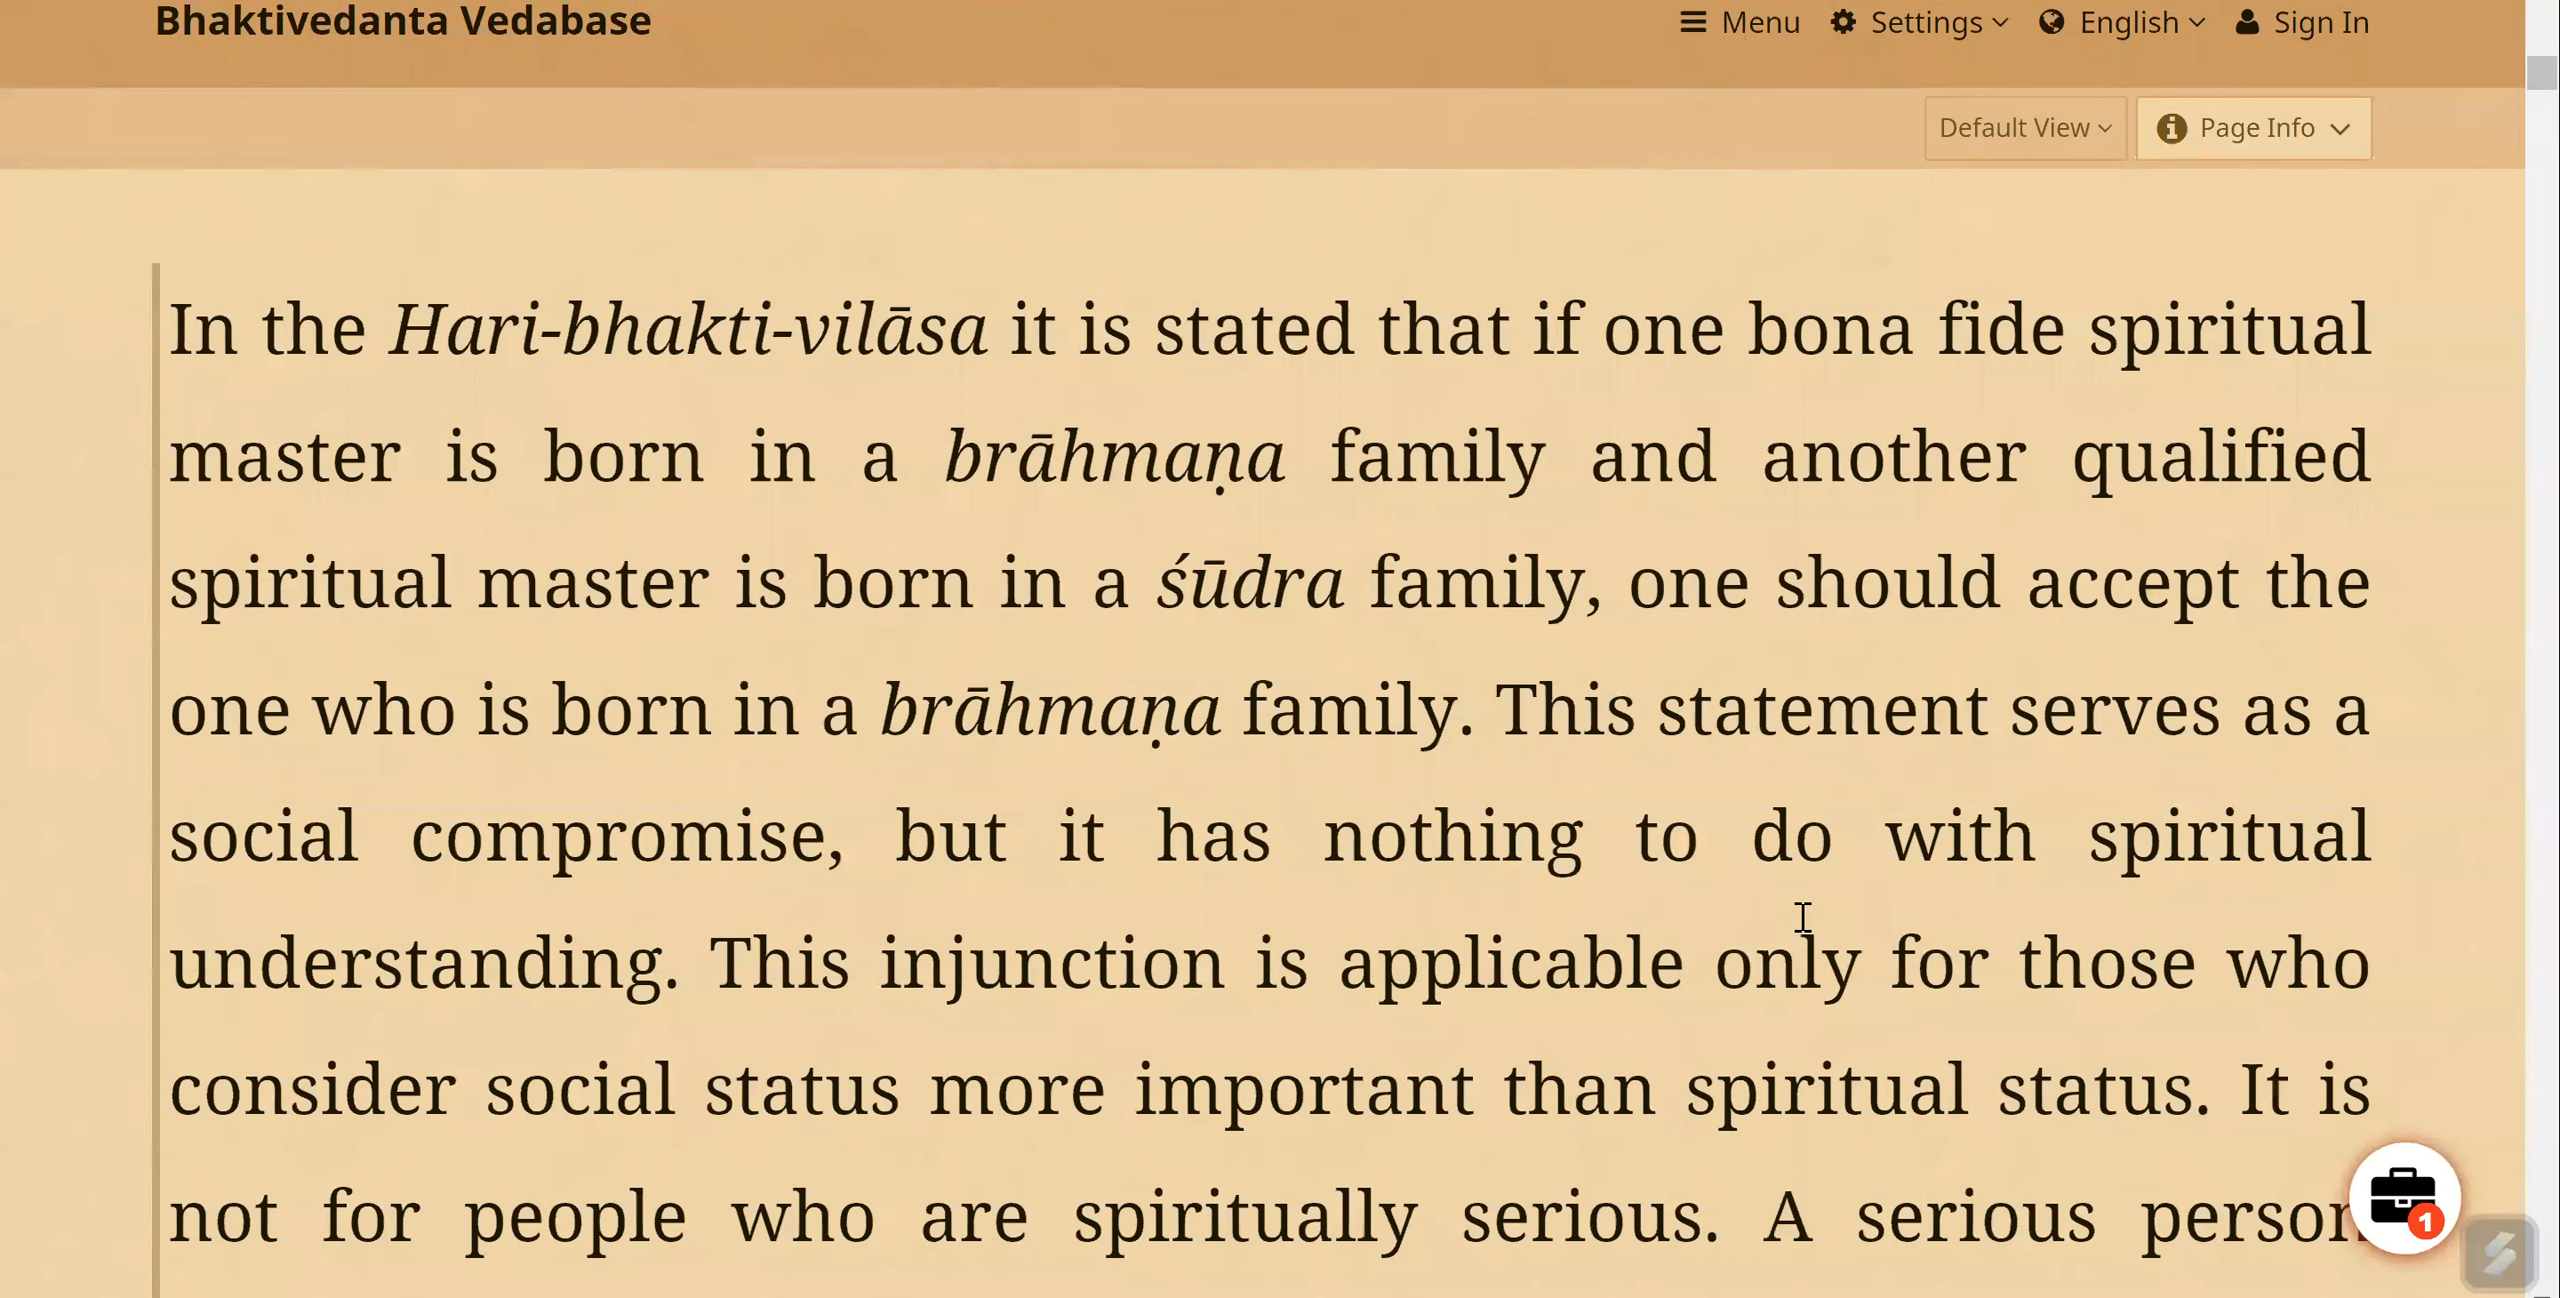 Bhaktivedanta Vedabase
Menu Settings English Sign In
Default View Page Info
In the Hari-bhakti-vilāsa it is stated that if one bona fide spiritual
master is born in a brāhmaṇa family and another qualified
spiritual master is born in a śūdra family, one should accept the
one who is born in a brāhmaṇa family. This statement serves as a
social compromise, but it has nothing to do with spiritual
understanding. This injunction is applicable only for those who
consider social status more important than spiritual status. It is
not for people who are spiritually serious. A serious person
1